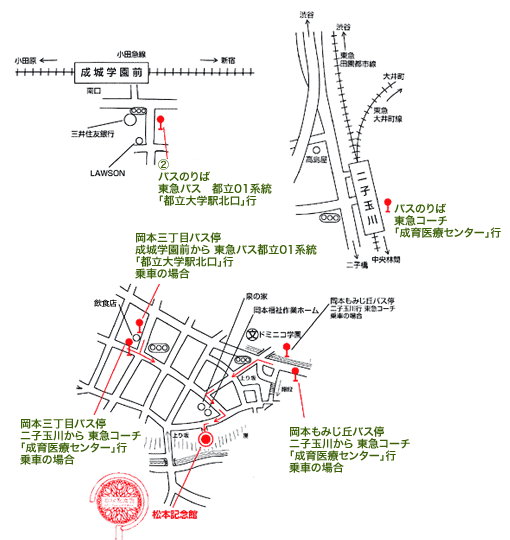 小田急線
小田原
新宿
成城学園前
南口
三井住友銀行
LAWSON
②
バスのりば
東急バス 都立01系統
「都立大学駅北口」行
渋谷
渋谷
東急
田園都市線
大井町
東急
大井町線
高島屋
二子玉川
バスのりば
東急コーチ
「成育医療センター」行
中央林間
二子橋
岡本三丁目バス停
成城学園前から 東急バス都立01系統
「都立大学駅北口」行
乗車の場合
飲食店
泉の家
岡本福祉作業ホーム
文
ドミニコ学園
岡本もみじ丘バス停
二子玉川行 東急コーチ
乗車の場合
上り坂
階段
岡本三丁目バス停
二子玉川から 東急コーチ
「成育医療センター」行
乗車の場合
上り坂
岡本もみじ丘バス停
二子玉川から 東急コーチ
「成育医療センター」行
乗車の場合
松本記念館